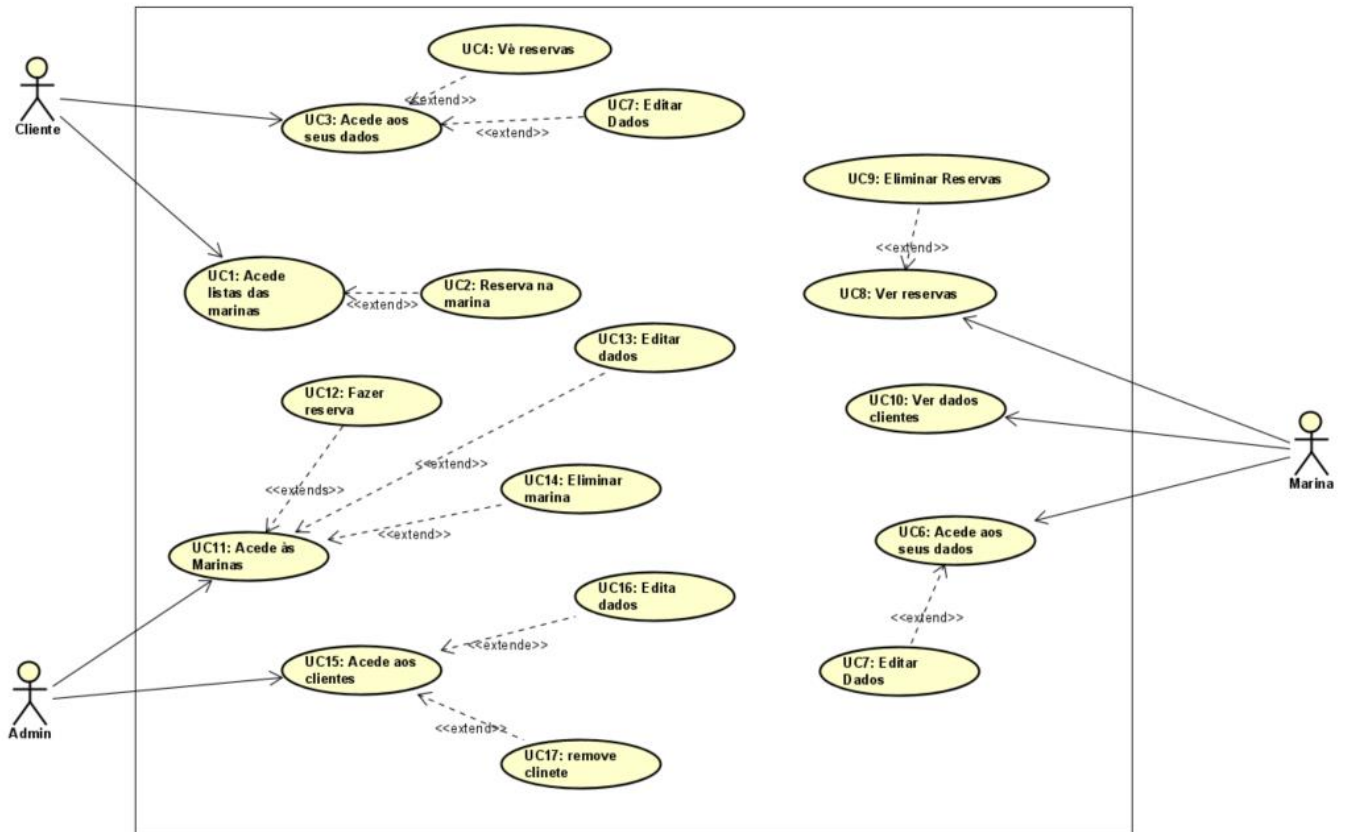 UC4: Vê reservas
Cliente
<<extend>>
UC3: Acede aos
seus dados
UC7: Editar
Dados
<<extend>>
UC9: Eliminar Reservas
<<extend>>
UC1: Acede
listas das
marinas
UC2: Reserva na
marina
<<extend>>
UC8: Ver reservas
UC13: Editar
dados
UC12: Fazer
reserva
UC10: Ver dados
clientes
<<extend>>
<<extends>>
UC14: Eliminar
marina
Marina
<<extend>>
UC11: Acede às
Marinas
UC6: Acede aos
seus dados
UC16: Edita
dados
<<extend>>
<<extende>>
UC15: Acede aos
clientes
UC7: Editar
Dados
Admin
<<extend>>
UC17: remove
clinete